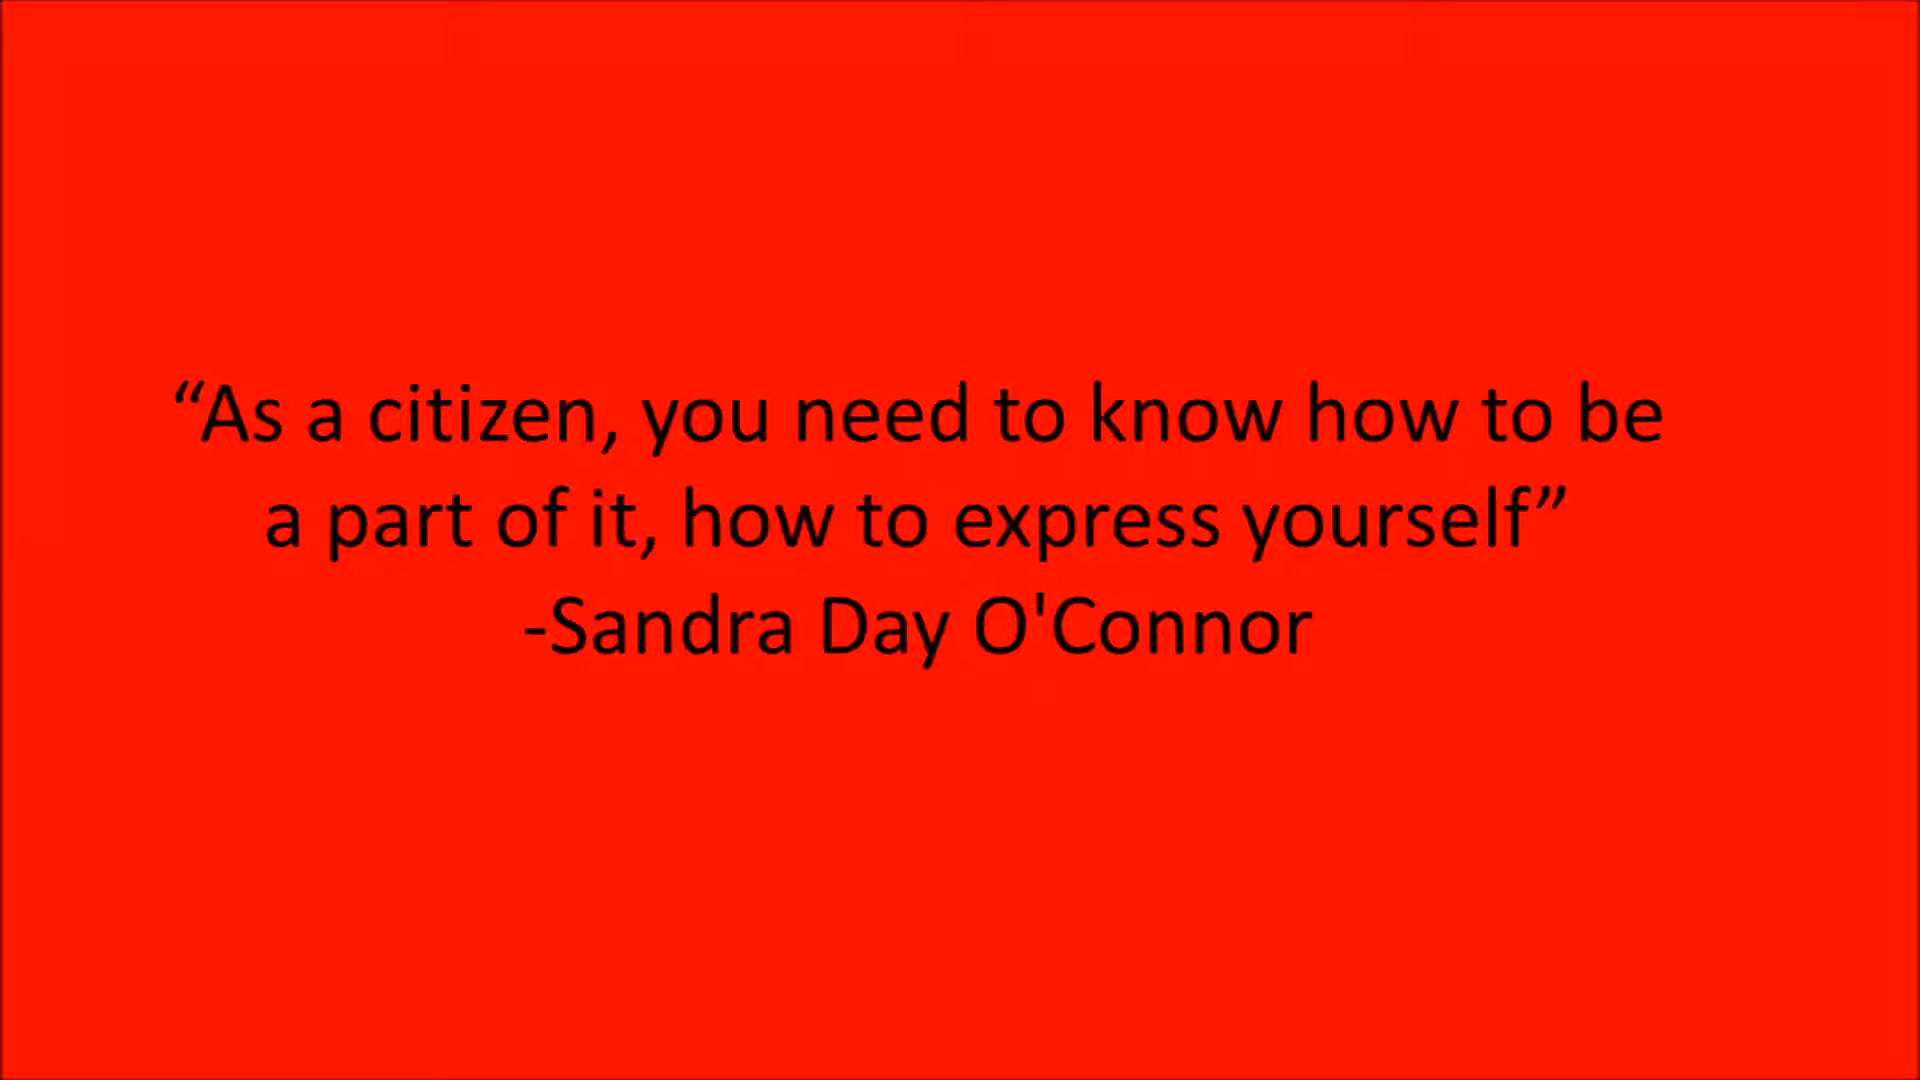 “As a citizen, you need to know how to be
a part of it, how to express yourself”
-Sandra Day O'Connor